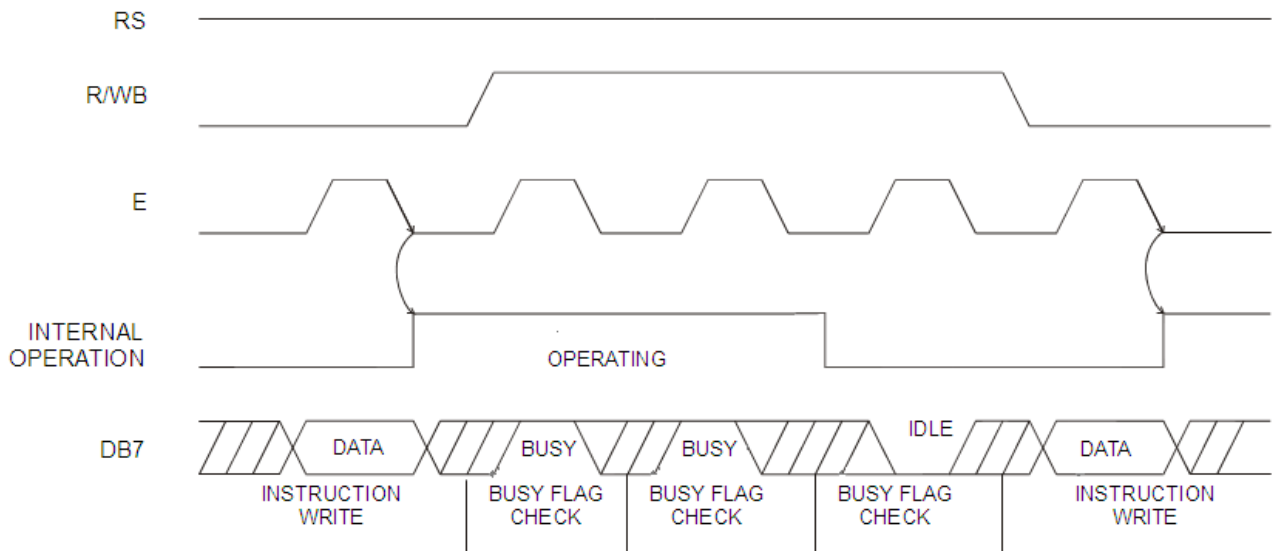 RS
R/WB
E
INTERNAL
OPERATION
OPERATING
DB7
DATA
BUSY
BUSY
IDLE
DATA
INSTRUCTION
WRITE
BUSY FLAG
CHECK
BUSY FLAG
CHECK
BUSY FLAG
CHECK
INSTRUCTION
WRITE